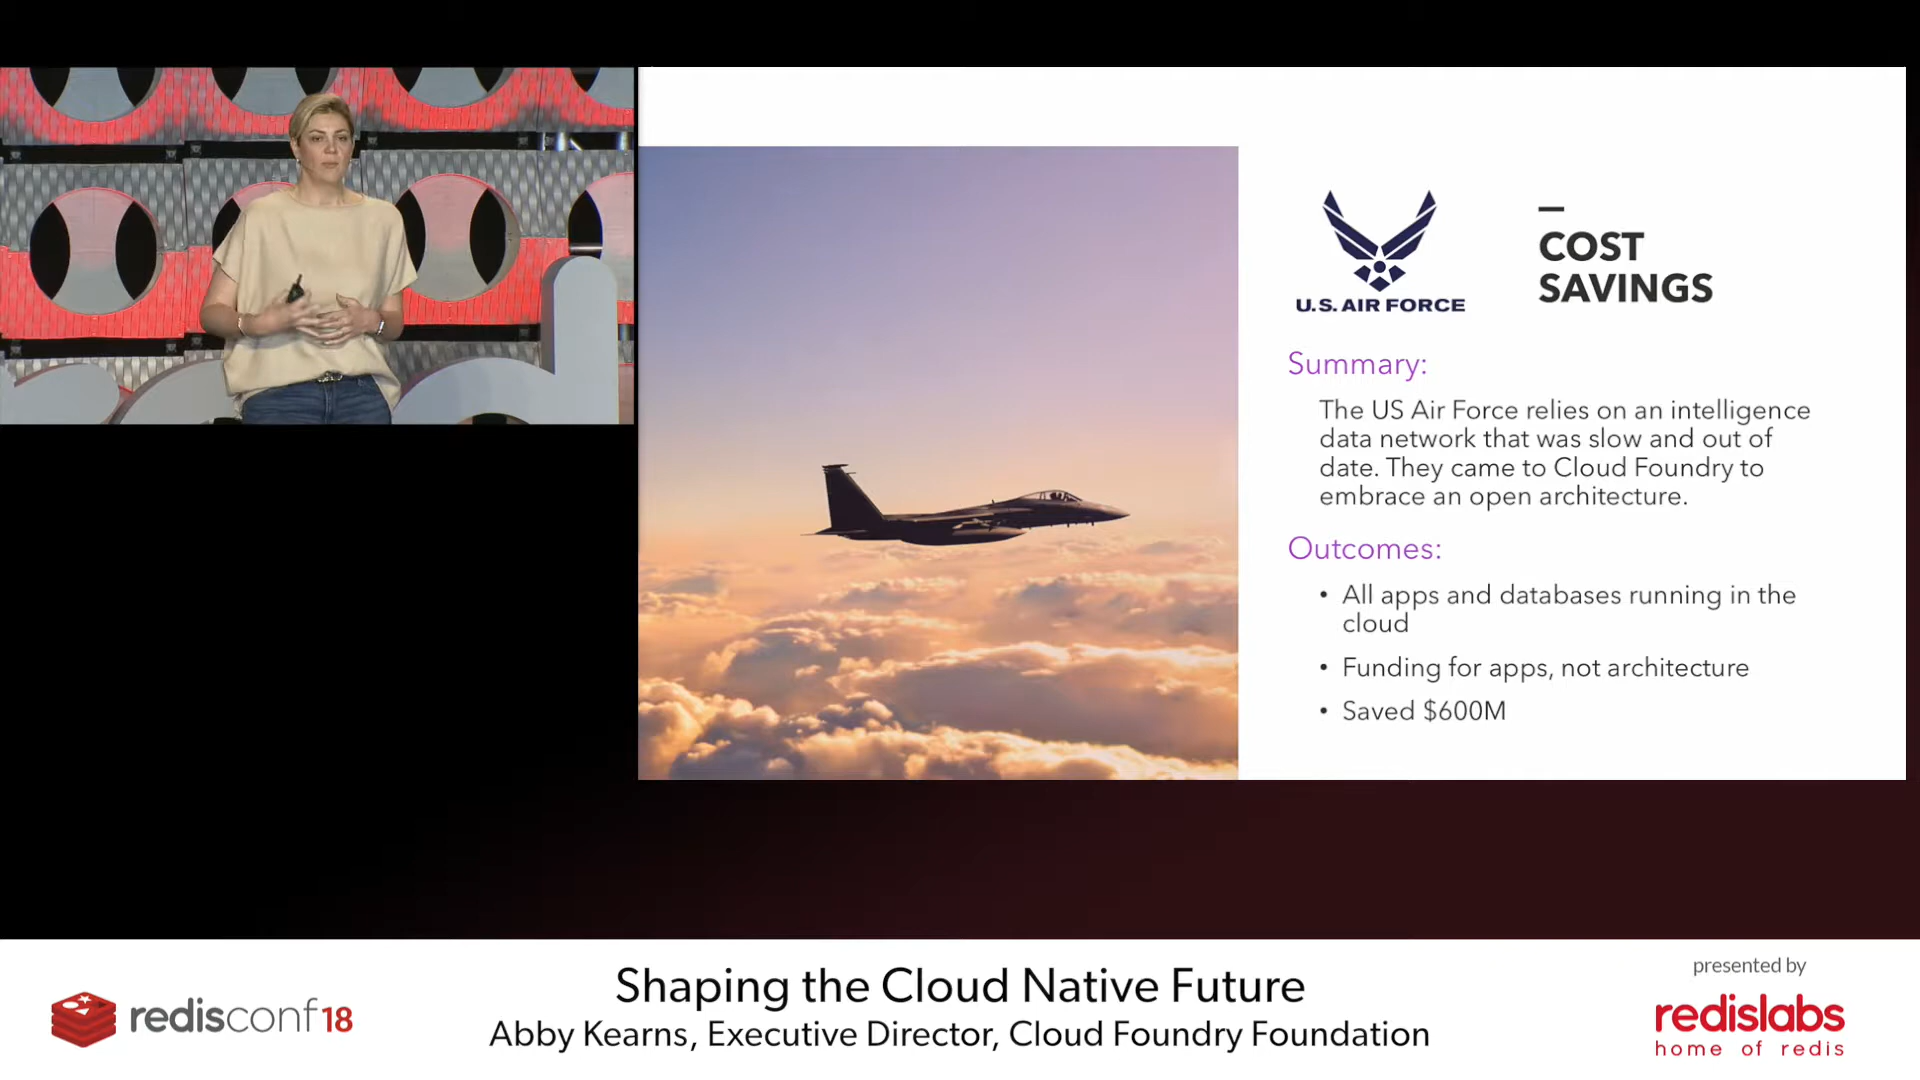 U.S. AIR FORCE
COST
SAVINGS
Summary:
The US Air Force relies on an intelligence
data network that was slow and out of
date. They came to Cloud Foundry to
embrace an open architecture.
Outcomes:
• All apps and databases running in the
cloud
• Funding for apps, not architecture
• Saved $600M
redisconf18
Shaping the Cloud Native Future
Abby Kearns, Executive Director, Cloud Foundry Foundation
presented by
redislabs
home of redis